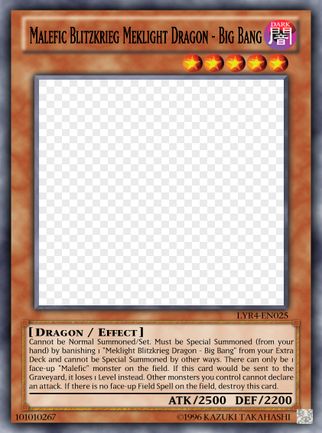 MALEFIC BLITZKRIEG MEKLIGHT DRAGON - BIG BANG
DARK
闇
LYR4-EN025
[ DRAGON / EFFECT ]
Cannot be Normal Summoned/Set. Must be Special Summoned (from your
hand) by banishing 1 "Meklight Blitzkrieg Dragon - Big Bang" from your Extra
Deck and cannot be Special Summoned by other ways. There can only be 1
face-up "Malefic" monster on the field. If this card would be sent to the
Graveyard, it loses 1 Level instead. Other monsters you control cannot declare
an attack. If there is no face-up Field Spell on the field, destroy this card.
ATK/2500 DEF/2200
101010267
©1996 KAZUKI TAKAHASHI